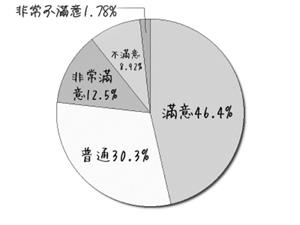 非常不滿意1.78%
不滿意
8.92%
非常滿
意12.5%
滿意46.4%
普通30.3%